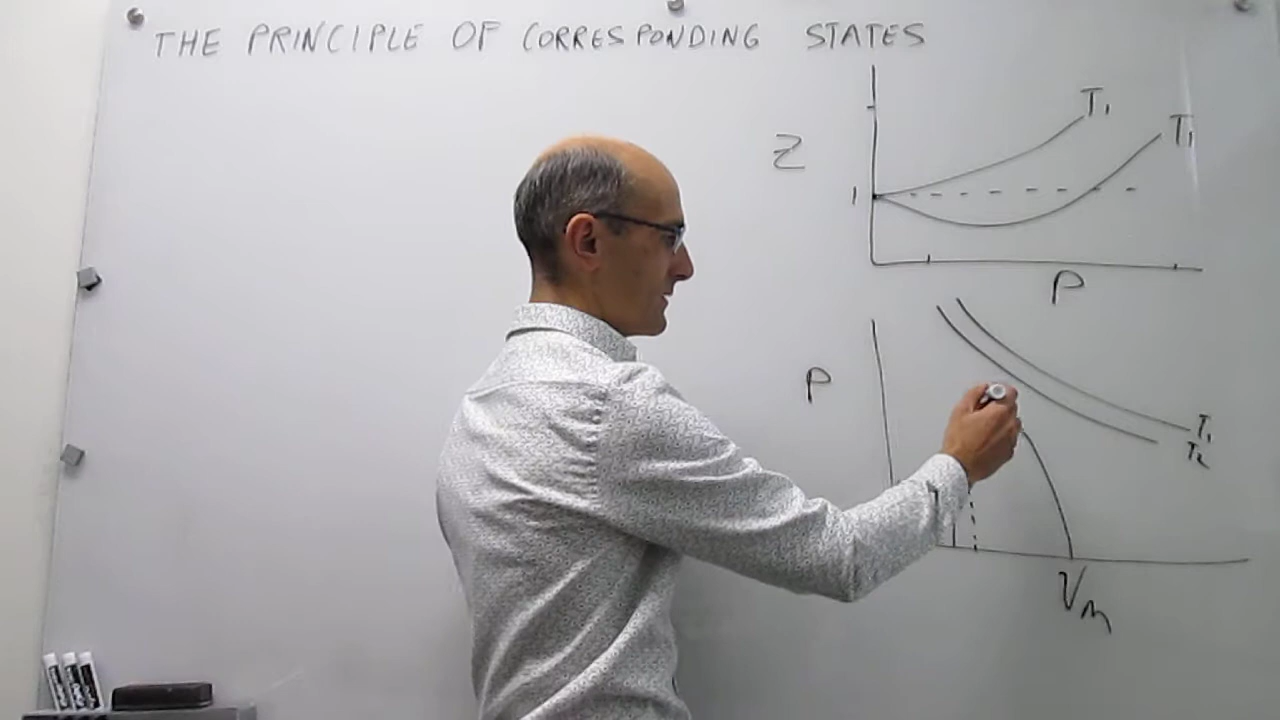 THE PRINCIPLE OF CORRESPONDING STATES
T₁
T₁
Z
1
P
P
T₁
T₂
Vm